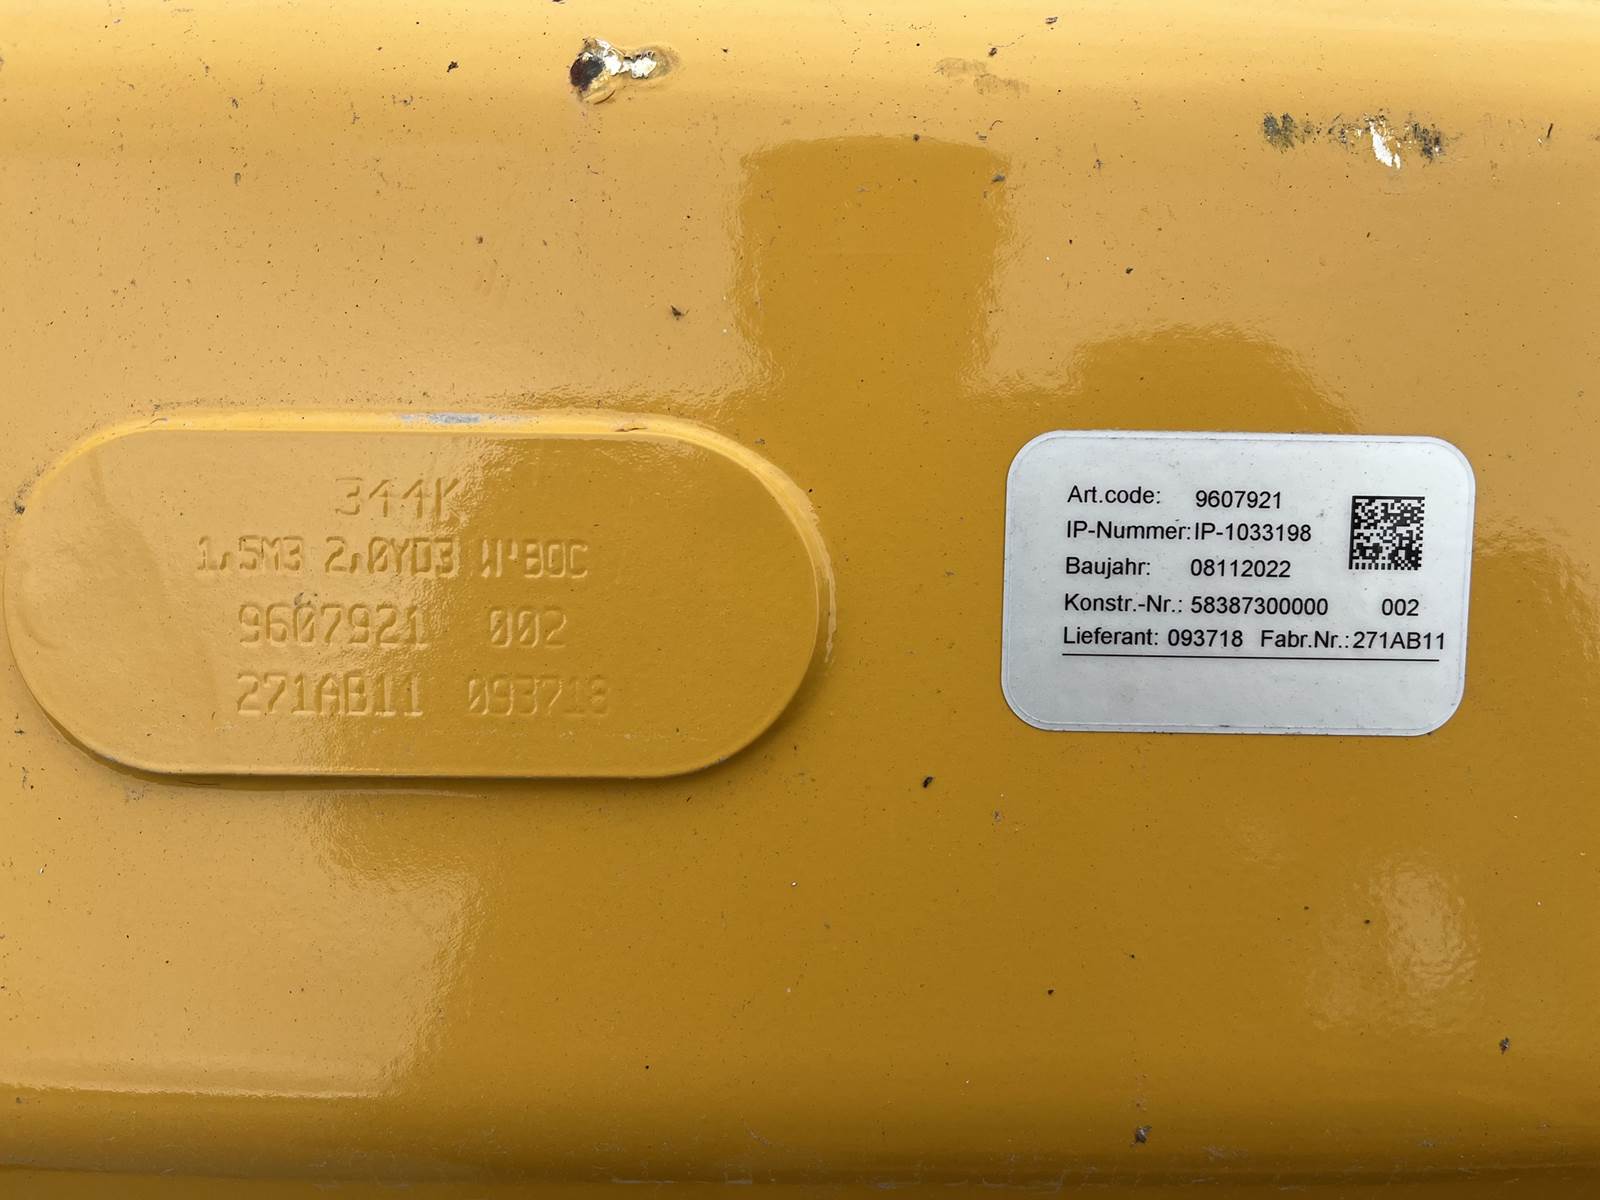 344K
1,5M3 2,0YD3 W'BOC
9607921 002
271AB11 093718
Art.code: 9607921
IP-Nummer: IP-1033198
Baujahr: 08112022
Konstr.-Nr.: 58387300000 002
Lieferant: 093718 Fabr.Nr.: 271AB11